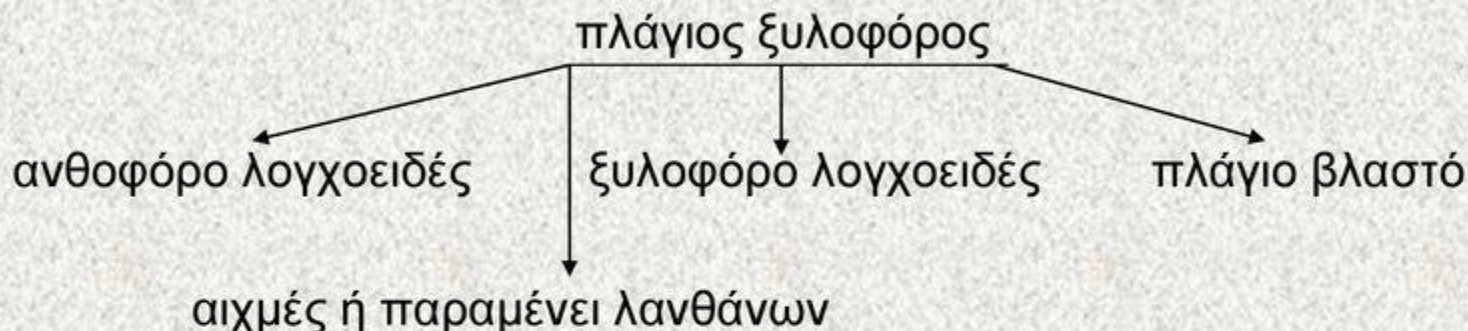 πλάγιος ξυλοφόρος
ανθοφόρο λογχοειδές
ξυλοφόρο λογχοειδές
πλάγιο βλαστό
αιχμές ή παραμένει λανθάνων